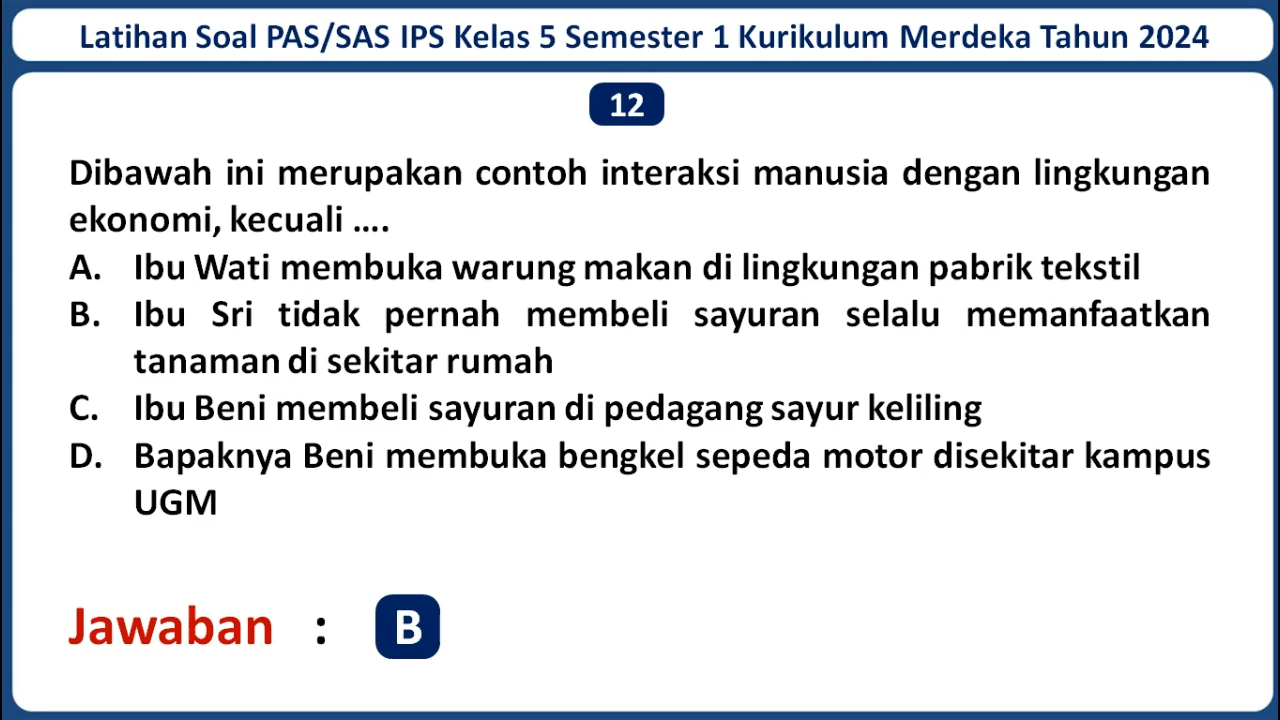 Latihan Soal PAS/SAS IPS Kelas 5 Semester 1 Kurikulum Merdeka Tahun 2024
12
Dibawah ini merupakan contoh interaksi manusia dengan lingkungan
ekonomi, kecuali ....
A. Ibu Wati membuka warung makan di lingkungan pabrik tekstil
B. Ibu Sri tidak pernah membeli sayuran selalu memanfaatkan
tanaman di sekitar rumah
C. Ibu Beni membeli sayuran di pedagang sayur keliling
D. Bapaknya Beni membuka bengkel sepeda motor disekitar kampus
UGM
Jawaban : B